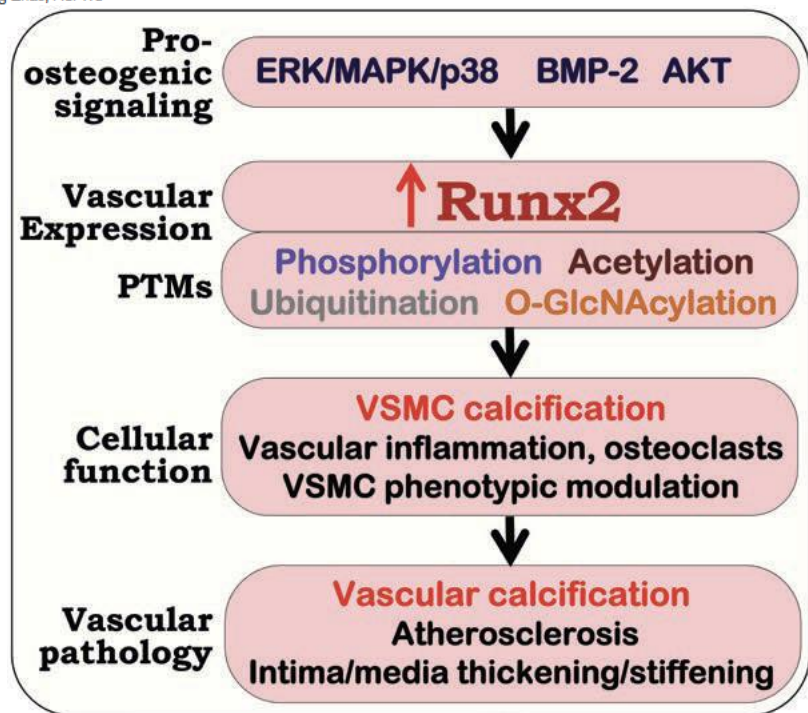 Pro-
osteogenic
signaling
ERK/MAPK/p38 BMP-2 AKT
Vascular
Expression
Runx2
PTMs
Phosphorylation Acetylation
Ubiquitination O-GlcNAcylation
Cellular
function
VSMC calcification
Vascular inflammation, osteoclasts
VSMC phenotypic modulation
Vascular
pathology
Vascular calcification
Atherosclerosis
Intima/media thickening/stiffening